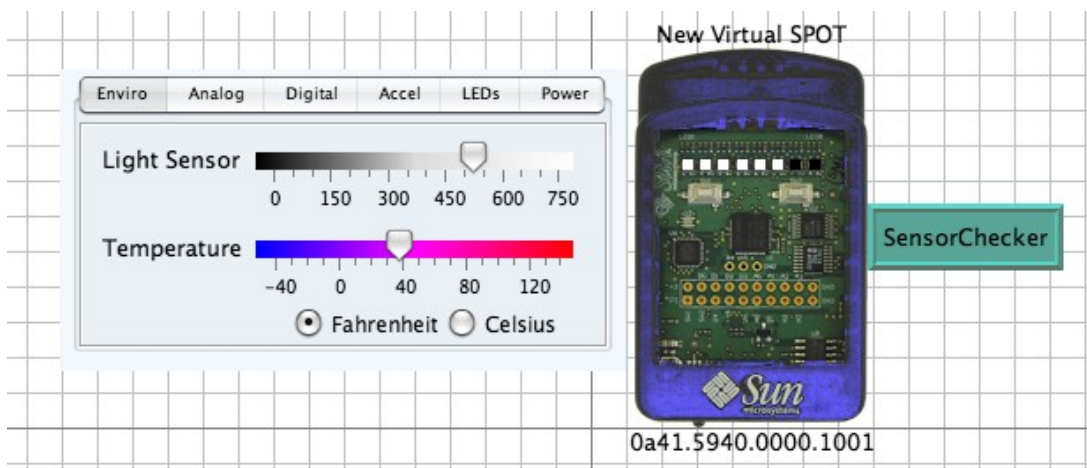 New Virtual SPOT
Enviro Analog Digital Accel LEDs Power
Light Sensor
0 150 300 450 600 750
Temperature
-40 0 40 80 120
Fahrenheit Celsius
SensorChecker
Sun
microsystems
0a41.5940.0000.1001